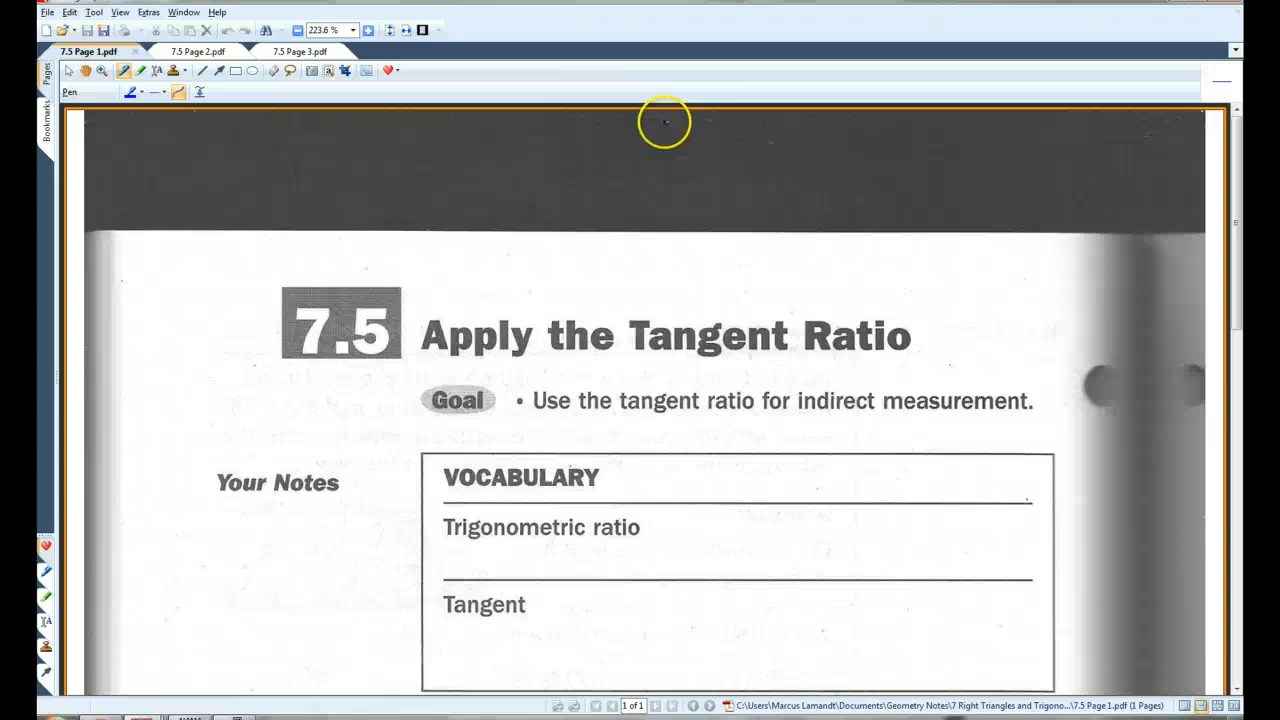 File Edit Tool View Extras Window Help
223.6 %
7.5 Page 1.pdf 7.5 Page 2.pdf 7.5 Page 3.pdf
Pages
Bookmarks
Pen
7.5 Apply the Tangent Ratio
Goal • Use the tangent ratio for indirect measurement.
Your Notes
VOCABULARY
Trigonometric ratio
Tangent
1 of 1
C:\Users\Marcus Lamandt\Documents\Geometry Notes\7 Right Triangles and Trigono...\7.5 Page 1.pdf (1 Pages)